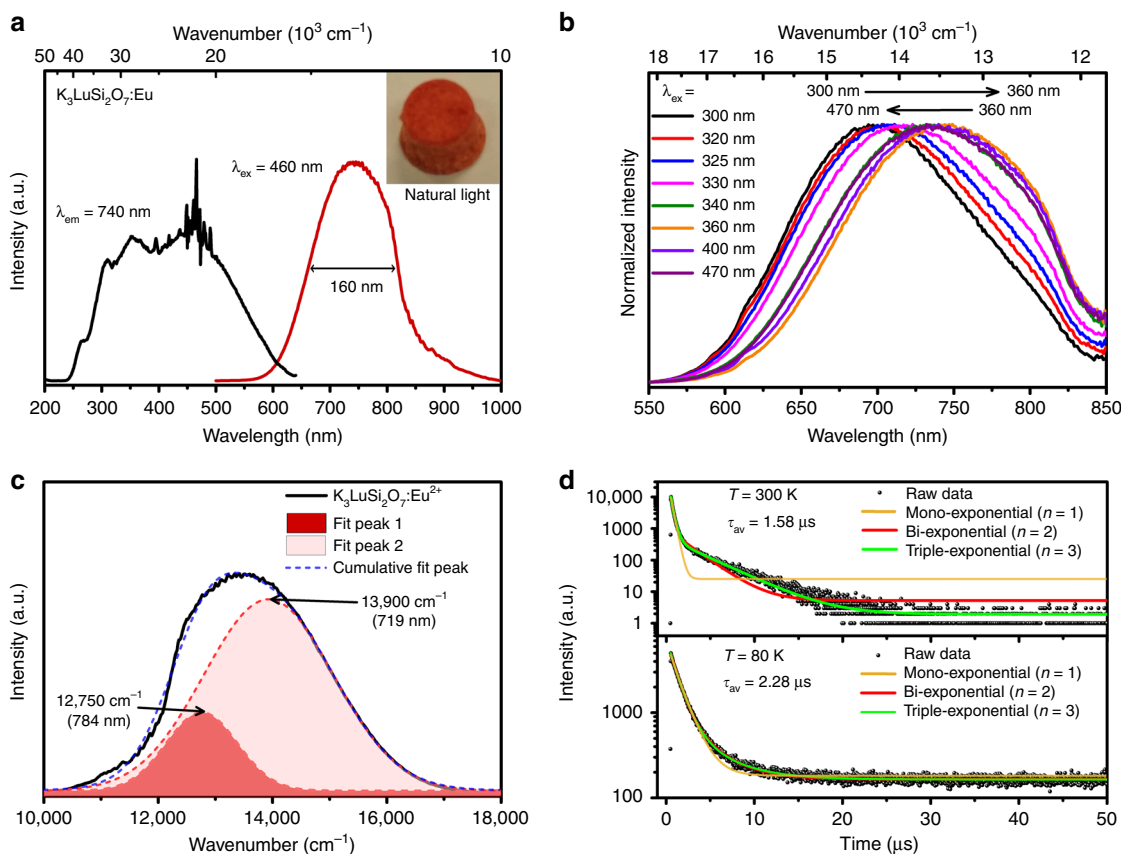 a
Wavenumber (10³ cm⁻¹)
50 40 30 20 10
K₃LuSi₂O₇:Eu
λex = 460 nm
λem = 740 nm
Natural light
160 nm
Intensity (a.u.)
200 300 400 500 600 700 800 900 1000
Wavelength (nm)
b
Wavenumber (10³ cm⁻¹)
18 17 16 15 14 13 12
λex =
300 nm 360 nm
470 nm 360 nm
300 nm
320 nm
325 nm
330 nm
340 nm
360 nm
400 nm
470 nm
Normalized intensity
550 600 650 700 750 800 850
Wavelength (nm)
c
K₃LuSi₂O₇:Eu²⁺
Fit peak 1
Fit peak 2
Cumulative fit peak
13,900 cm⁻¹
(719 nm)
12,750 cm⁻¹
(784 nm)
Intensity (a.u.)
10,000 12,000 14,000 16,000 18,000
Wavenumber (cm⁻¹)
d
10,000
1000
100
10
1
T = 300 K
τav = 1.58 μs
Raw data
Mono-exponential (n = 1)
Bi-exponential (n = 2)
Triple-exponential (n = 3)
Intensity (a.u.)
1000
100
T = 80 K
τav = 2.28 μs
Raw data
Mono-exponential (n = 1)
Bi-exponential (n = 2)
Triple-exponential (n = 3)
0 10 20 30 40 50
Time (μs)